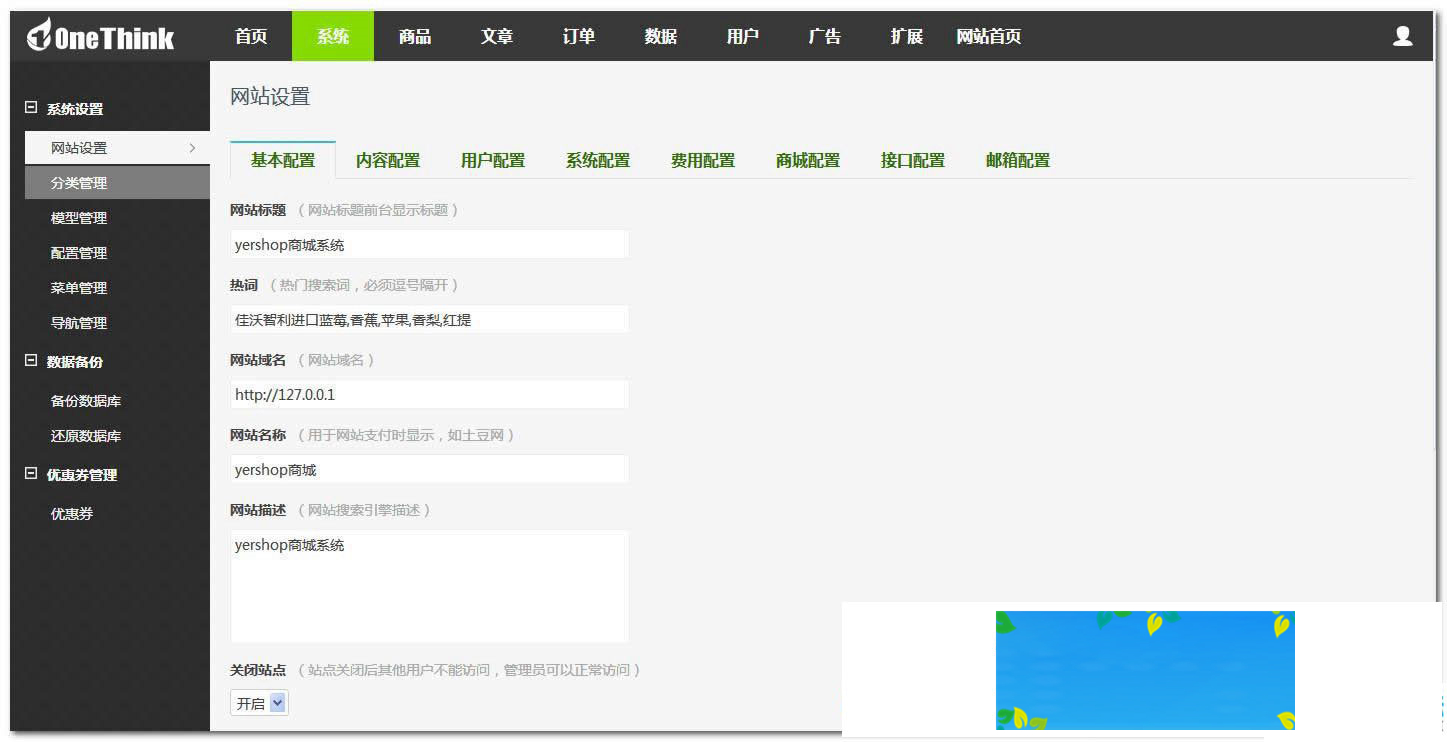 OneThink 首页 系统 商品 文章 订单 数据 用户 广告 扩展 网站首页
系统设置
网站设置
分类管理
模型管理
配置管理
菜单管理
导航管理
数据备份
备份数据库
还原数据库
优惠券管理
优惠券
网站设置
基本配置 内容配置 用户配置 系统配置 费用配置 商城配置 接口配置 邮箱配置
网站标题 （网站标题前台显示标题）
yershop商城系统
热词 （热门搜索词，必须逗号隔开）
佳沃智利进口蓝莓,香蕉,苹果,香梨,红提
网站域名 （网站域名）
http://127.0.0.1
网站名称 （用于网站支付时显示，如土豆网）
yershop商城
网站描述 （网站搜索引擎描述）
yershop商城系统
关闭站点 （站点关闭后其他用户不能访问，管理员可以正常访问）
开启